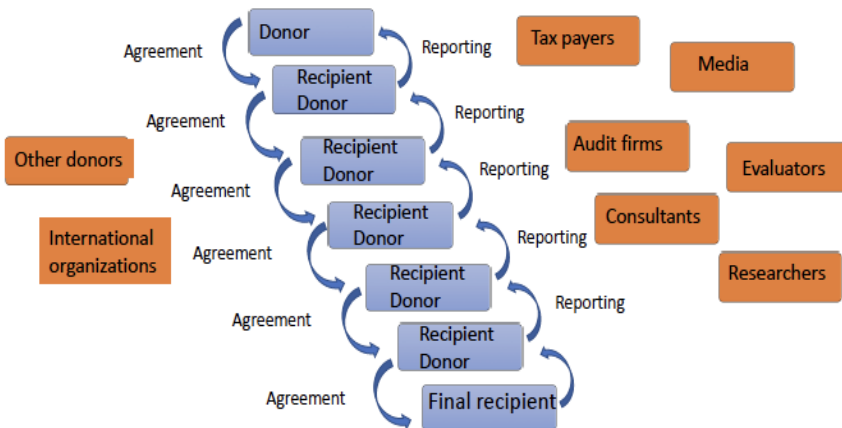 Donor
Tax payers
Agreement
Reporting
Media
Recipient
Donor
Agreement
Reporting
Other donors
Recipient
Donor
Audit firms
Evaluators
Agreement
Reporting
International
organizations
Recipient
Donor
Consultants
Agreement
Reporting
Recipient
Donor
Researchers
Agreement
Reporting
Recipient
Donor
Agreement
Final recipient